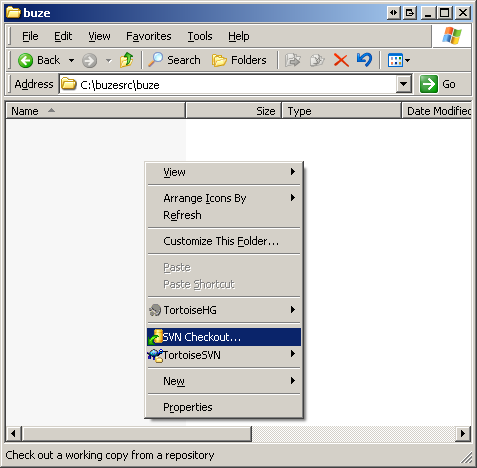 buze
File Edit View Favorites Tools Help
Back Search Folders
Address C:\buzesrc\buze Go
Name Size Type Date Modified
View
Arrange Icons By
Refresh
Customize This Folder...
Paste
Paste Shortcut
TortoiseHG
SVN Checkout...
TortoiseSVN
New
Properties
Check out a working copy from a repository